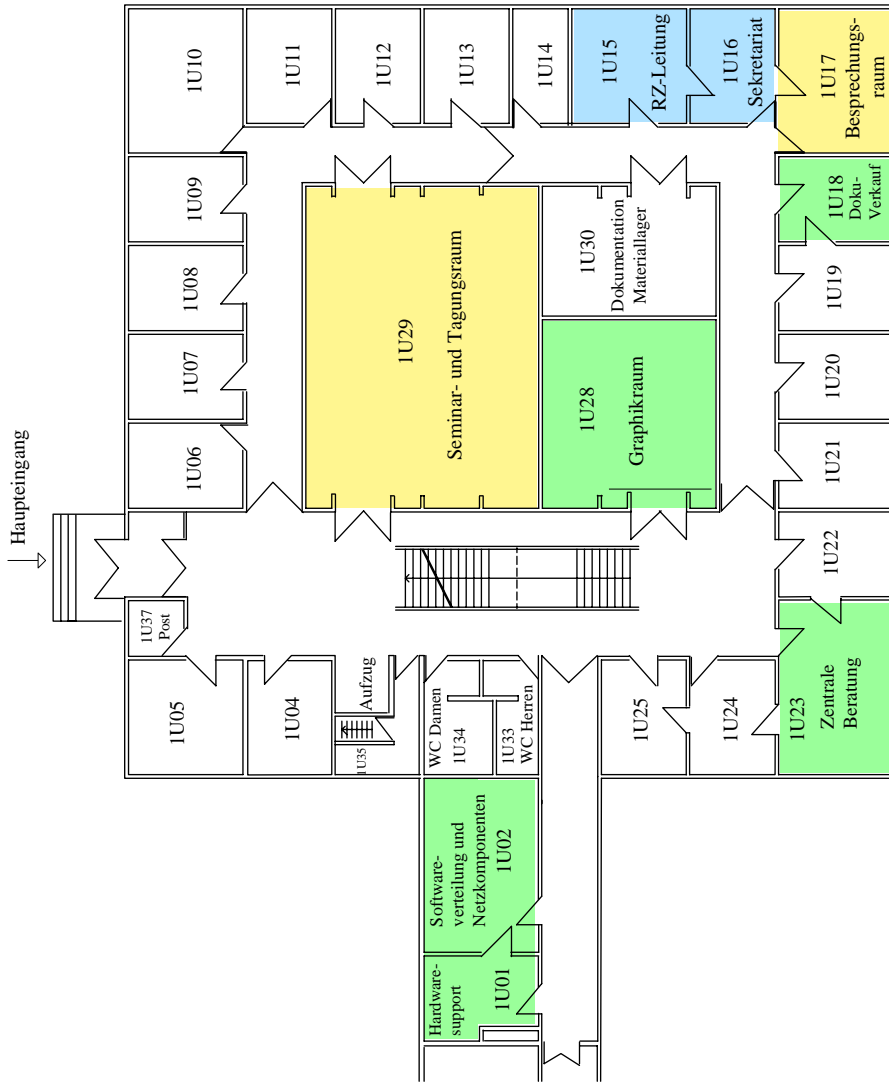 Haupteingang
1U10
1U11
1U12
1U13
1U14
1U15
RZ-Leitung
1U16
Sekretariat
1U17
Besprechungs-
raum
1U09
1U08
1U07
1U06
1U29
Seminar- und Tagungsraum
1U30
Dokumentation
Materiallager
1U28
Graphikraum
1U18
Doku-
Verkauf
1U19
1U20
1U21
1U22
1U37
Post
1U05
1U04
Aufzug
1U35
WC Damen
1U34
1U33
WC Herren
1U25
1U24
1U23
Zentrale
Beratung
Software-
verteilung und
Netzkomponenten
1U02
Hardware-
support
1U01